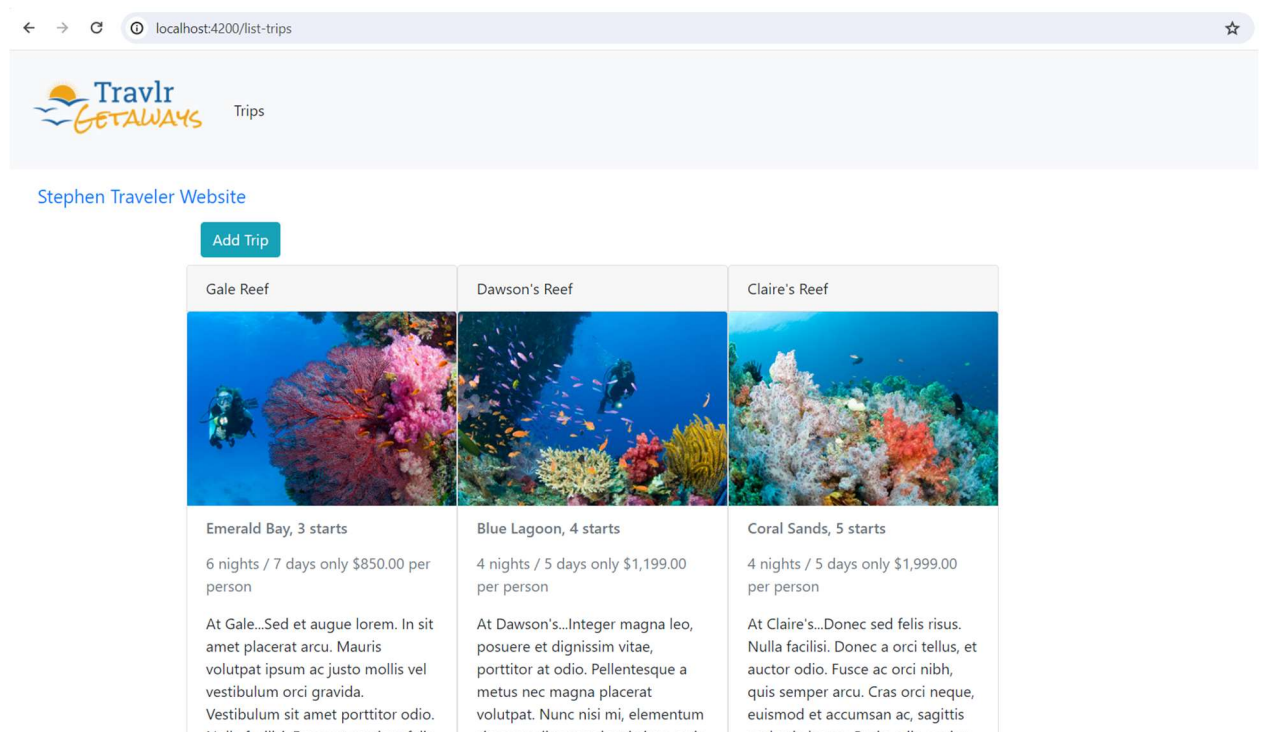 localhost:4200/list-trips
Travlr
GETAWAYS
Trips
Stephen Traveler Website
Add Trip
Gale Reef
Emerald Bay, 3 starts
6 nights / 7 days only $850.00 per
person
At Gale...Sed et augue lorem. In sit
amet placerat arcu. Mauris
volutpat ipsum ac justo mollis vel
vestibulum orci gravida.
Vestibulum sit amet porttitor odio.
Dawson's Reef
Blue Lagoon, 4 starts
4 nights / 5 days only $1,199.00
per person
At Dawson's...Integer magna leo,
posuere et dignissim vitae,
porttitor at odio. Pellentesque a
metus nec magna placerat
volutpat. Nunc nisi mi, elementum
Claire's Reef
Coral Sands, 5 starts
4 nights / 5 days only $1,999.00
per person
At Claire's...Donec sed felis risus.
Nulla facilisi. Donec a orci tellus, et
auctor odio. Fusce ac orci nibh,
quis semper arcu. Cras orci neque,
euismod et accumsan ac, sagittis